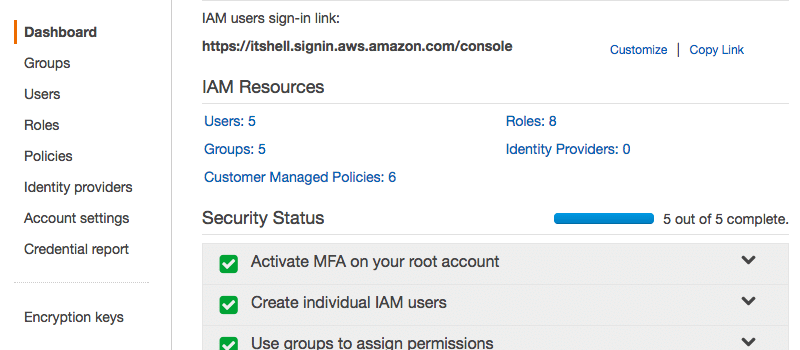 Dashboard
Groups
Users
Roles
Policies
Identity providers
Account settings
Credential report
Encryption keys
IAM users sign-in link:
https://itshell.signin.aws.amazon.com/console
Customize | Copy Link
IAM Resources
Users: 5
Roles: 8
Groups: 5
Identity Providers: 0
Customer Managed Policies: 6
Security Status
5 out of 5 complete.
Activate MFA on your root account
Create individual IAM users
Use groups to assign permissions